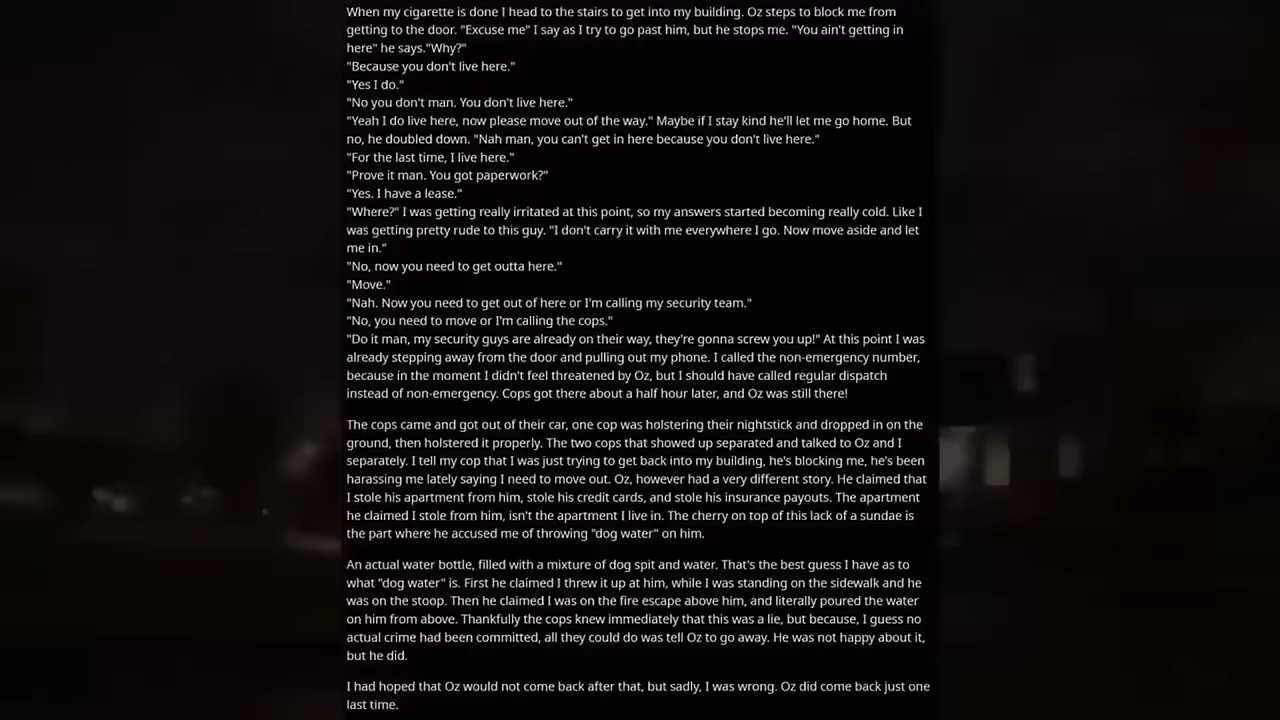 When my cigarette is done I head to the stairs to get into my building. Oz steps to block me from
getting to the door. "Excuse me" I say as I try to go past him, but he stops me. "You ain't getting in
here" he says."Why?"
"Because you don't live here."
"Yes I do."
"No you don't man. You don't live here."
"Yeah I do live here, now please move out of the way." Maybe if I stay kind he'll let me go home. But
no, he doubled down. "Nah man, you can't get in here because you don't live here."
"For the last time, I live here."
"Prove it man. You got paperwork?"
"Yes. I have a lease."
"Where?" I was getting really irritated at this point, so my answers started becoming really cold. Like I
was getting pretty rude to this guy. "I don't carry it with me everywhere I go. Now move aside and let
me in."
"No, now you need to get outta here."
"Move."
"Nah. Now you need to get out of here or I'm calling my security team."
"No, you need to move or I'm calling the cops."
"Do it man, my security guys are already on their way, they're gonna screw you up!" At this point I was
already stepping away from the door and pulling out my phone. I called the non-emergency number,
because in the moment I didn't feel threatened by Oz, but I should have called regular dispatch
instead of non-emergency. Cops got there about a half hour later, and Oz was still there!
The cops came and got out of their car, one cop was holstering their nightstick and dropped in on the
ground, then holstered it properly. The two cops that showed up separated and talked to Oz and I
separately. I tell my cop that I was just trying to get back into my building, he's blocking me, he's been
harassing me lately saying I need to move out. Oz, however had a very different story. He claimed that
I stole his apartment from him, stole his credit cards, and stole his insurance payouts. The apartment
he claimed I stole from him, isn't the apartment I live in. The cherry on top of this lack of a sundae is
the part where he accused me of throwing "dog water" on him.
An actual water bottle, filled with a mixture of dog spit and water. That's the best guess I have as to
what "dog water" is. First he claimed I threw it up at him, while I was standing on the sidewalk and he
was on the stoop. Then he claimed I was on the fire escape above him, and literally poured the water
on him from above. Thankfully the cops knew immediately that this was a lie, but because, I guess no
actual crime had been committed, all they could do was tell Oz to go away. He was not happy about it,
but he did.
I had hoped that Oz would not come back after that, but sadly, I was wrong. Oz did come back just one
last time.